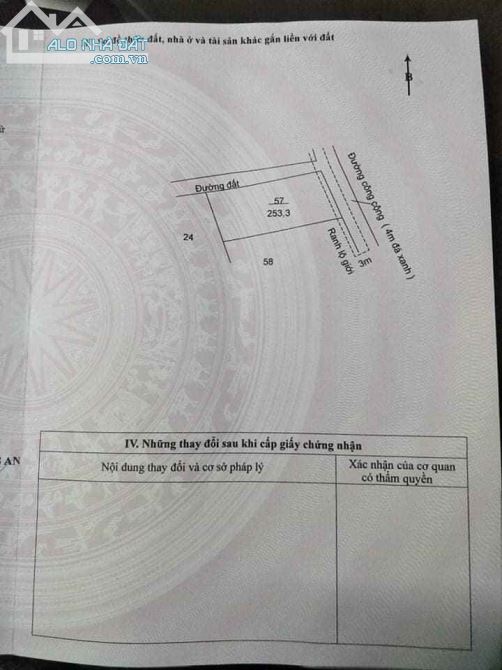 ALO NHÀ ĐẤT
.com.vn
đất, nhà ở và tài sản khác gắn liền với đất
B
Đường đất
57
253,3
24
58
Ranh lộ giới
3m
Đường công cộng ( 4m đá xanh )
AN
IV. Những thay đổi sau khi cấp giấy chứng nhận
Nội dung thay đổi và cơ sở pháp lý
Xác nhận của cơ quan
có thẩm quyền